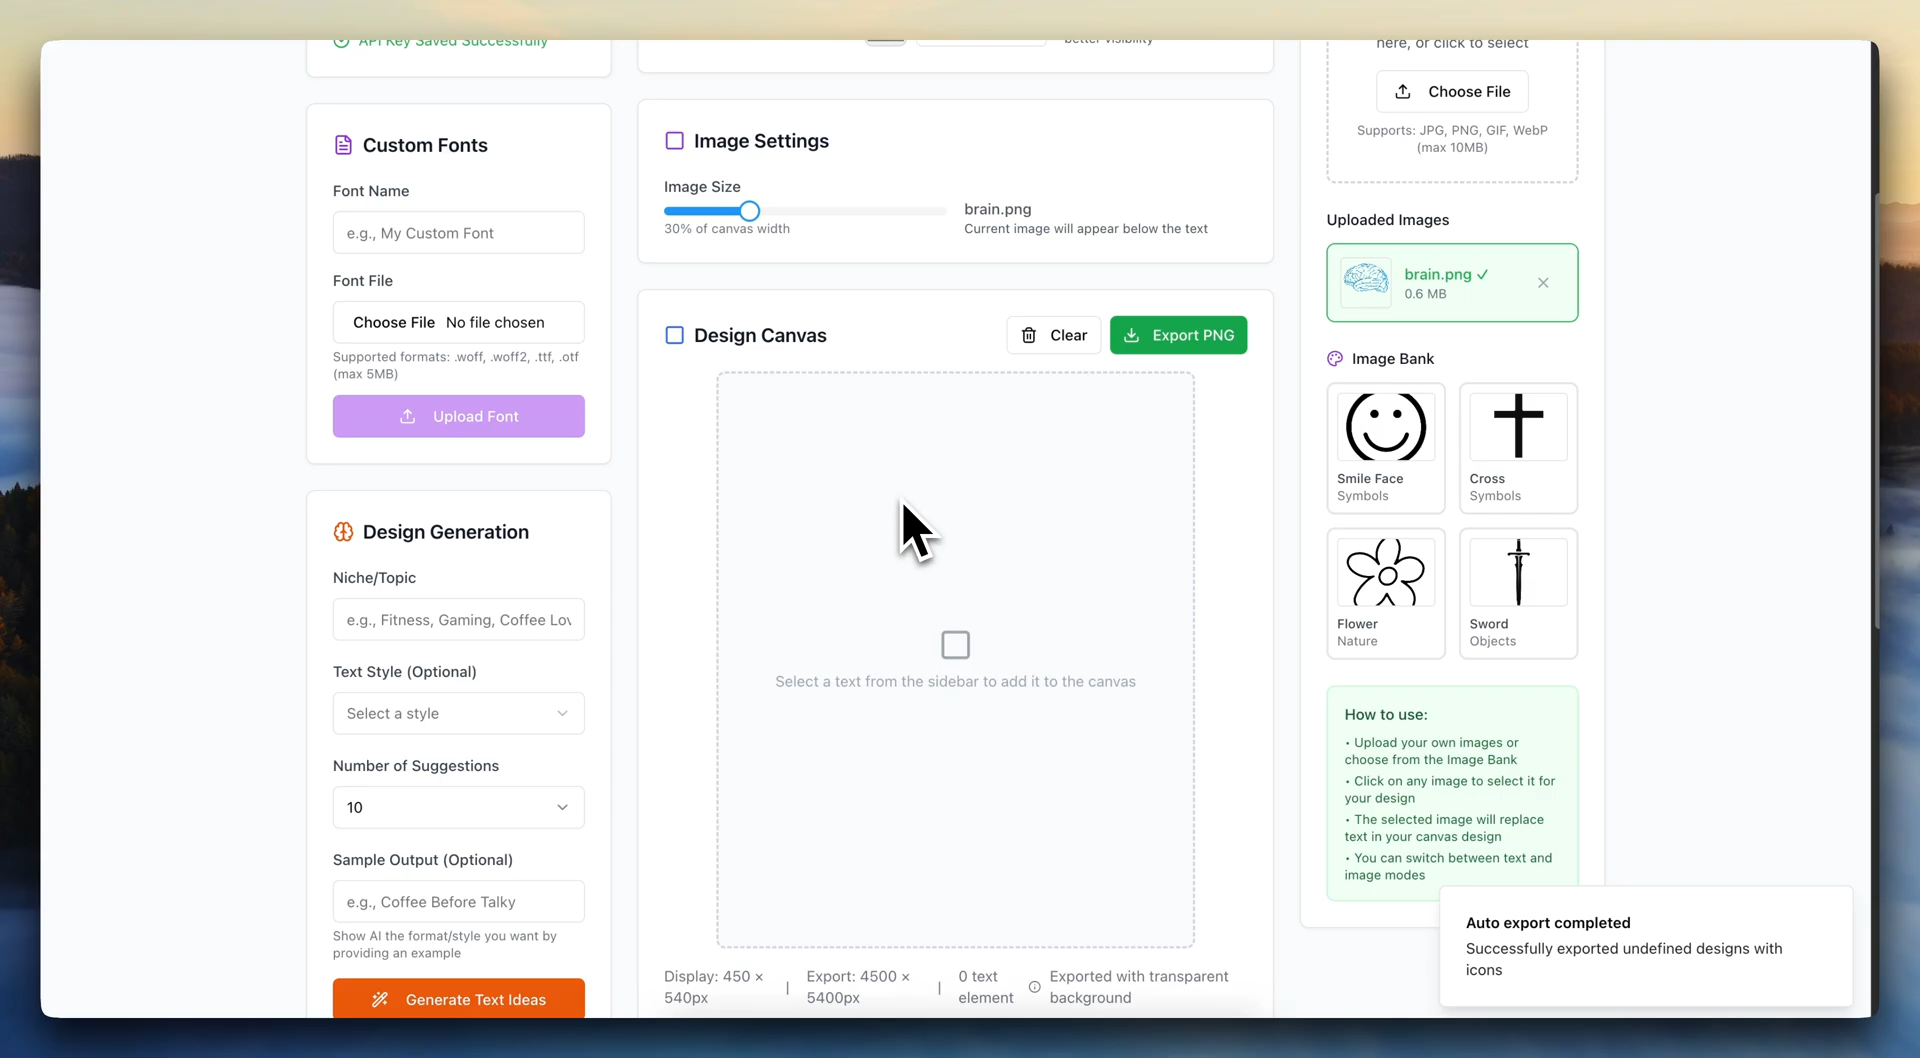 API Key Saved Successfully
Custom Fonts
Font Name
e.g., My Custom Font
Font File
Choose File No file chosen
Supported formats: .woff, .woff2, .ttf, .otf
(max 5MB)
Upload Font
Design Generation
Niche/Topic
e.g., Fitness, Gaming, Coffee Lov
Text Style (Optional)
Select a style
Number of Suggestions
10
Sample Output (Optional)
e.g., Coffee Before Talky
Show AI the format/style you want by
providing an example
Generate Text Ideas
better visibility
Image Settings
Image Size
30% of canvas width
brain.png
Current image will appear below the text
Design Canvas
Clear
Export PNG
Select a text from the sidebar to add it to the canvas
Display: 450 ×
540px
|
Export: 4500 ×
5400px
|
0 text
element
Exported with transparent
background
here, or click to select
Choose File
Supports: JPG, PNG, GIF, WebP
(max 10MB)
Uploaded Images
brain.png ✓
0.6 MB
Image Bank
Smile Face
Symbols
Cross
Symbols
Flower
Nature
Sword
Objects
How to use:
• Upload your own images or
choose from the Image Bank
• Click on any image to select it for
your design
• The selected image will replace
text in your canvas design
• You can switch between text and
image modes
Auto export completed
Successfully exported undefined designs with
icons